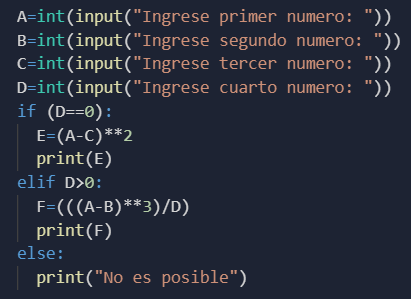 A=int(input("Ingrese primer numero: "))
B=int(input("Ingrese segundo numero: "))
C=int(input("Ingrese tercer numero: "))
D=int(input("Ingrese cuarto numero: "))
if (D==0):
  E=(A-C)**2
  print(E)
elif D>0:
  F=(((A-B)**3)/D)
  print(F)
else:
  print("No es posible")